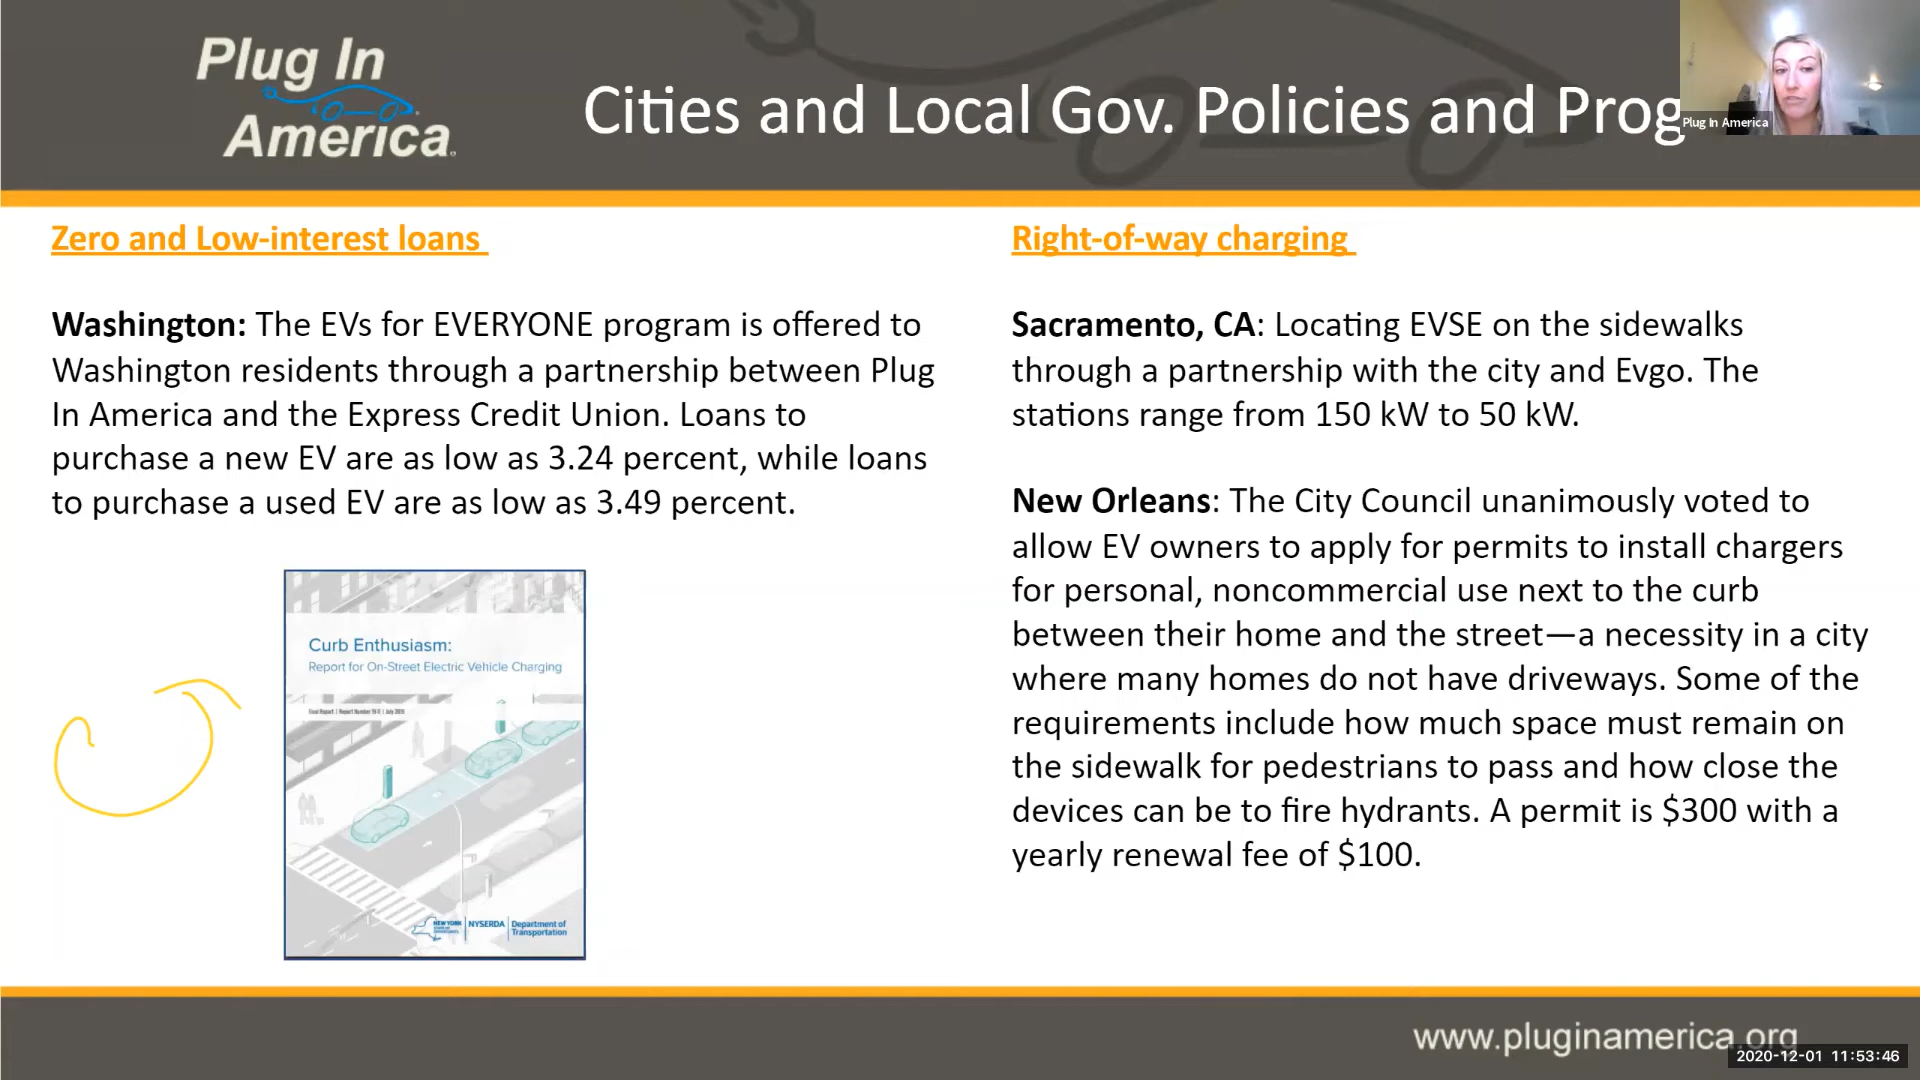 Plug In
America
Cities and Local Gov. Policies and Prog
Plug In America
Zero and Low-interest loans
Washington: The EVs for EVERYONE program is offered to
Washington residents through a partnership between Plug
In America and the Express Credit Union. Loans to
purchase a new EV are as low as 3.24 percent, while loans
to purchase a used EV are as low as 3.49 percent.
Curb Enthusiasm:
Report for On-Street Electric Vehicle Charging
Final Report | Report Number
NEW YORK
NYSERDA
Department of
Transportation
Right-of-way charging
Sacramento, CA: Locating EVSE on the sidewalks
through a partnership with the city and Evgo. The
stations range from 150 kW to 50 kW.
New Orleans: The City Council unanimously voted to
allow EV owners to apply for permits to install chargers
for personal, noncommercial use next to the curb
between their home and the street—a necessity in a city
where many homes do not have driveways. Some of the
requirements include how much space must remain on
the sidewalk for pedestrians to pass and how close the
devices can be to fire hydrants. A permit is $300 with a
yearly renewal fee of $100.
www.pluginamerica.org
2020-12-01 11:53:46